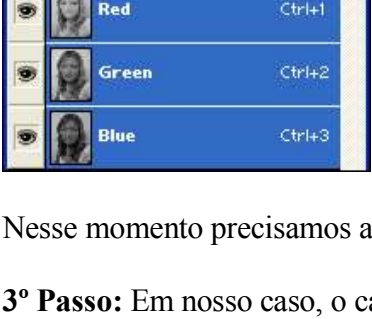 Red Ctrl+1
Green Ctrl+2
Blue Ctrl+3
Nesse momento precisamos a
3º Passo: Em nosso caso, o ca